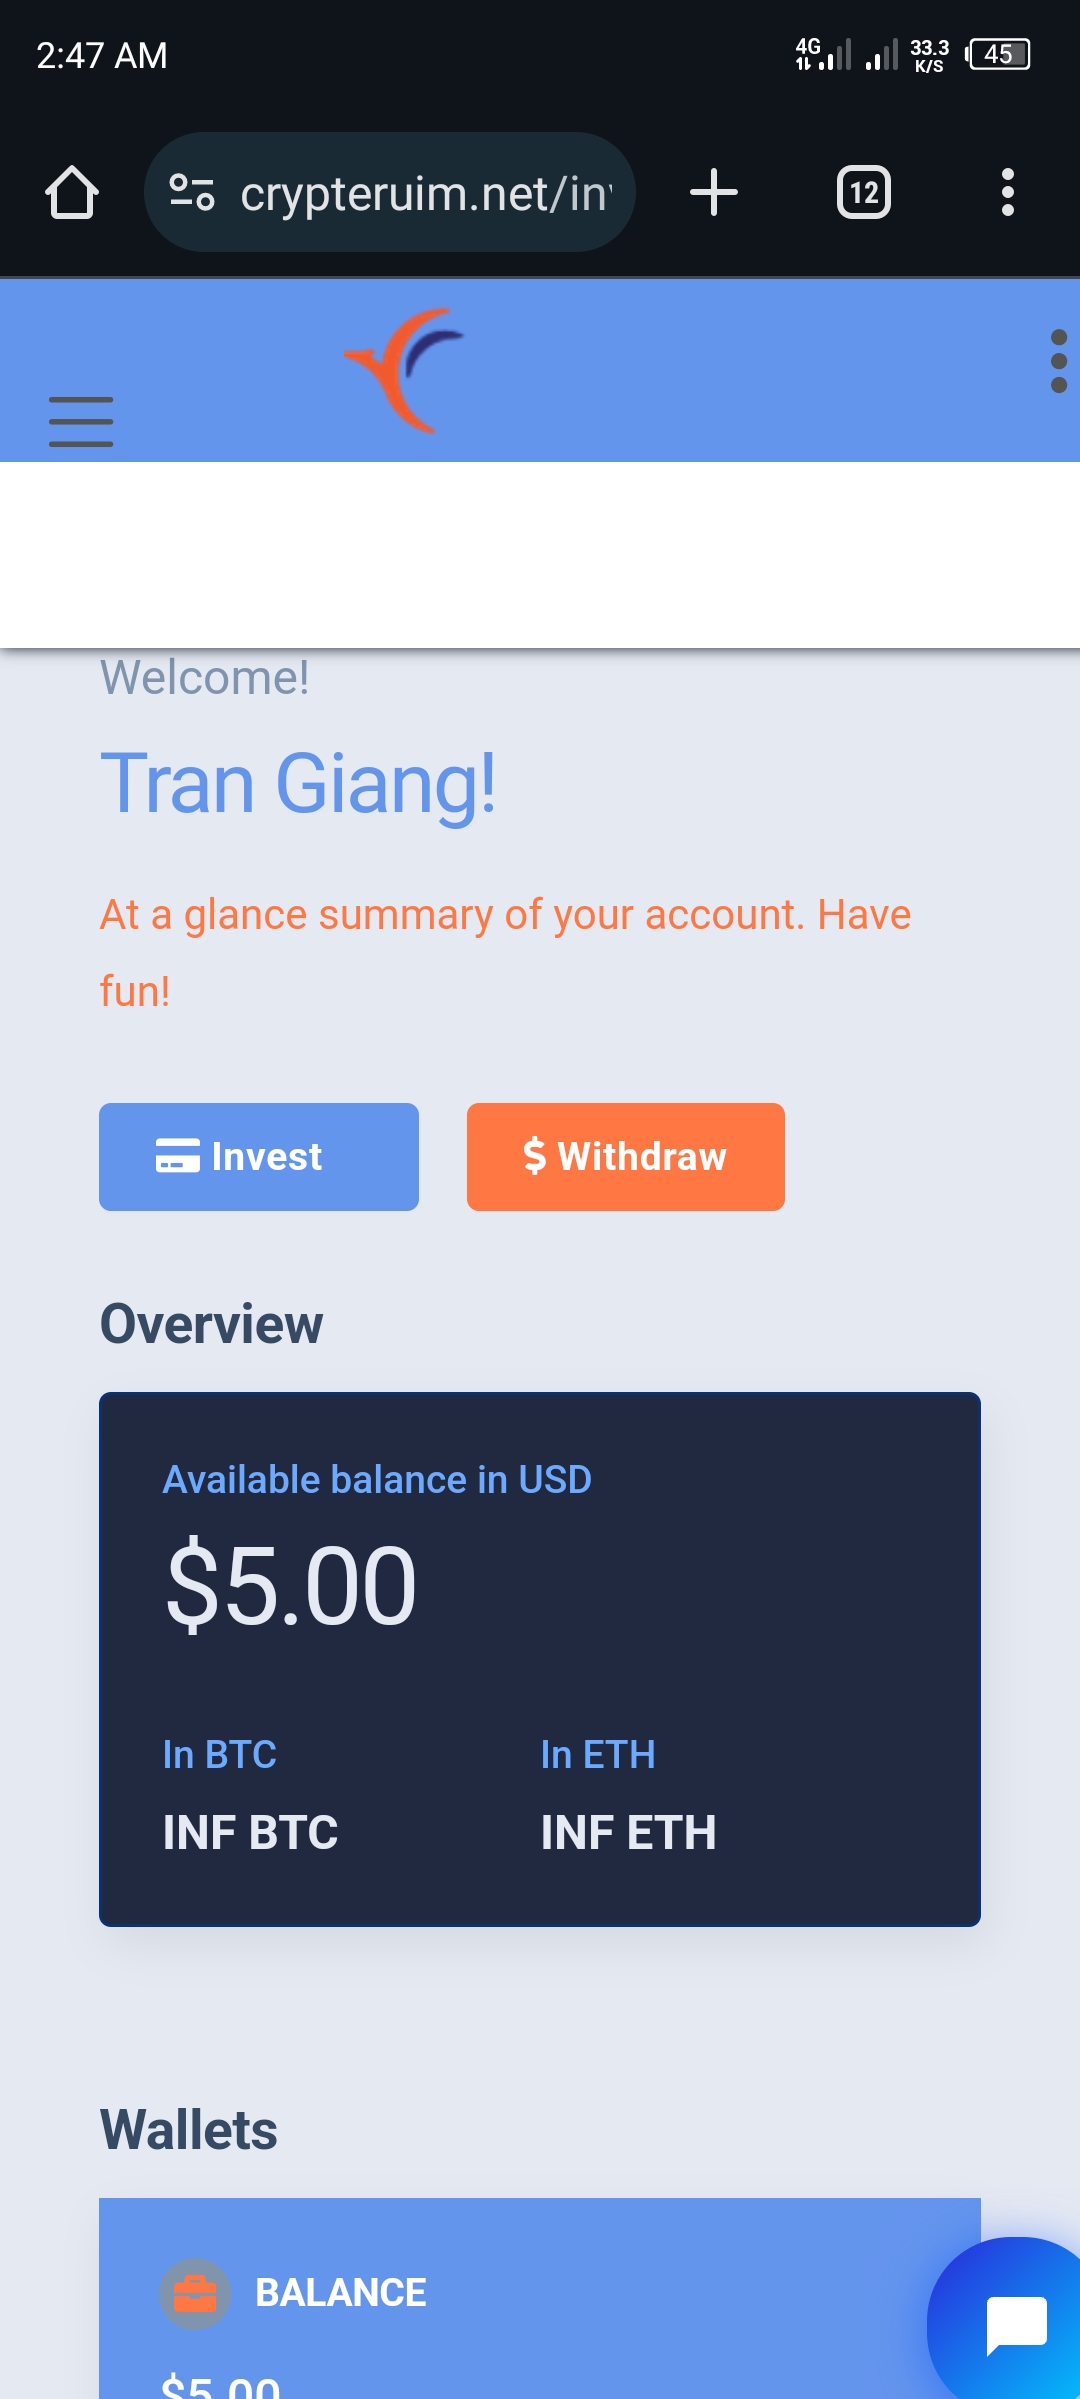 2:47 AM
4G
33.3
K/S
45
crypteruim.net/in
12
Welcome!
Tran Giang!
At a glance summary of your account. Have
fun!
Invest
$ Withdraw
Overview
Available balance in USD
$5.00
In BTC
In ETH
INF BTC
INF ETH
Wallets
BALANCE
$5.00